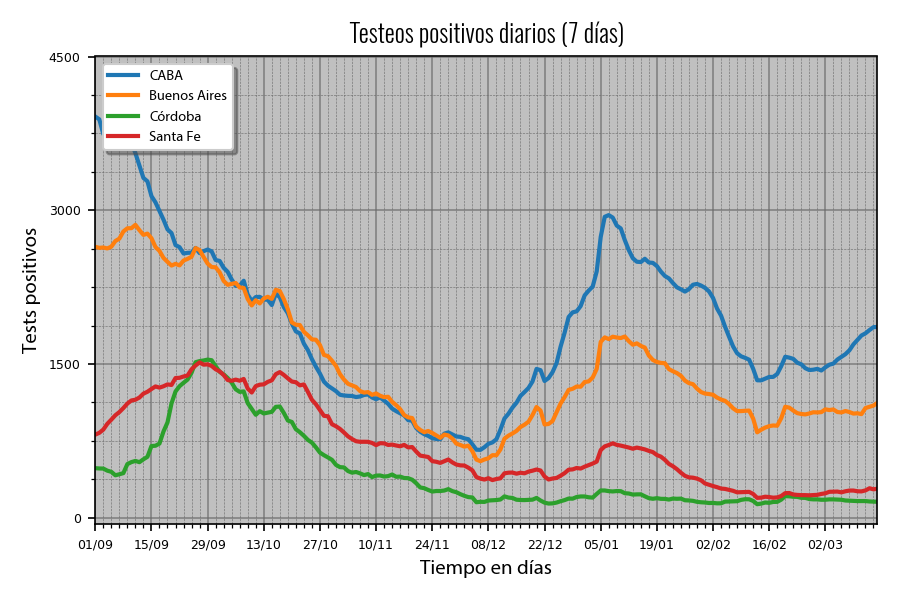 Testeos positivos diarios (7 días)
4500
3000
1500
0
Tests positivos
CABA
Buenos Aires
Córdoba
Santa Fe
01/09 15/09 29/09 13/10 27/10 10/11 24/11 08/12 22/12 05/01 19/01 02/02 16/02 02/03
Tiempo en días